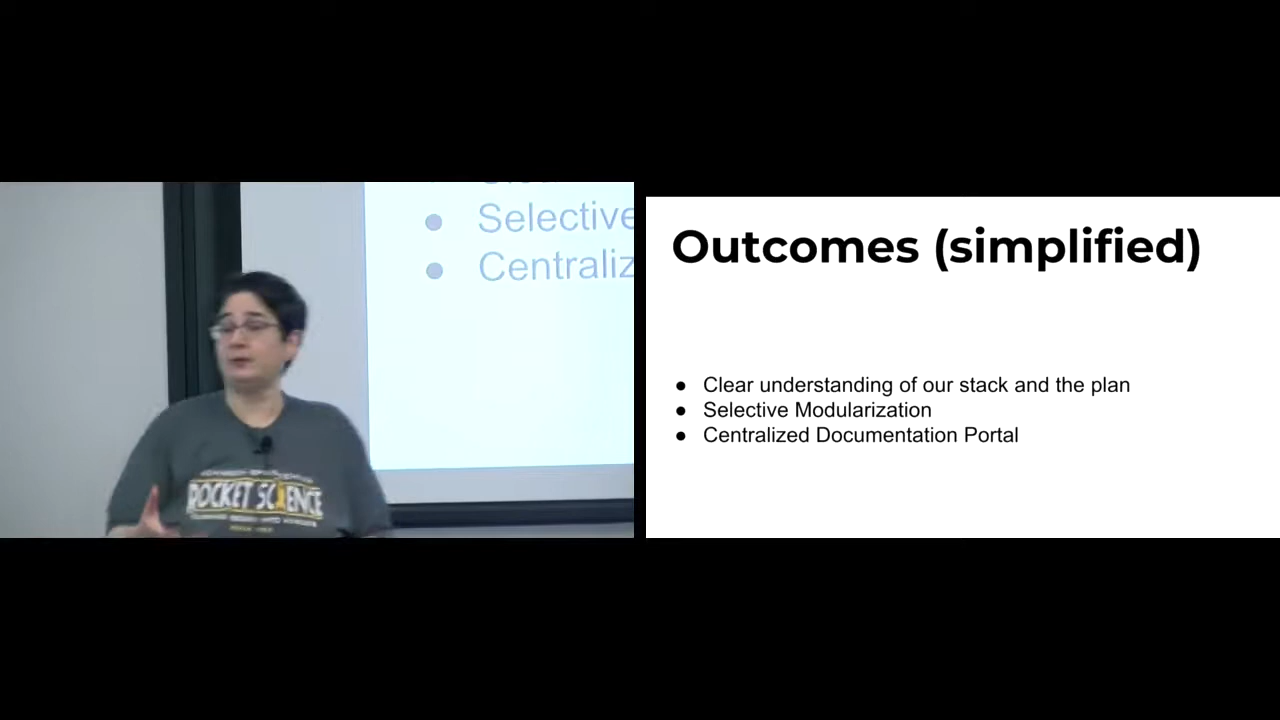 Selective
Centraliz
ROCKET SCIENCE
Outcomes (simplified)
● Clear understanding of our stack and the plan
● Selective Modularization
● Centralized Documentation Portal